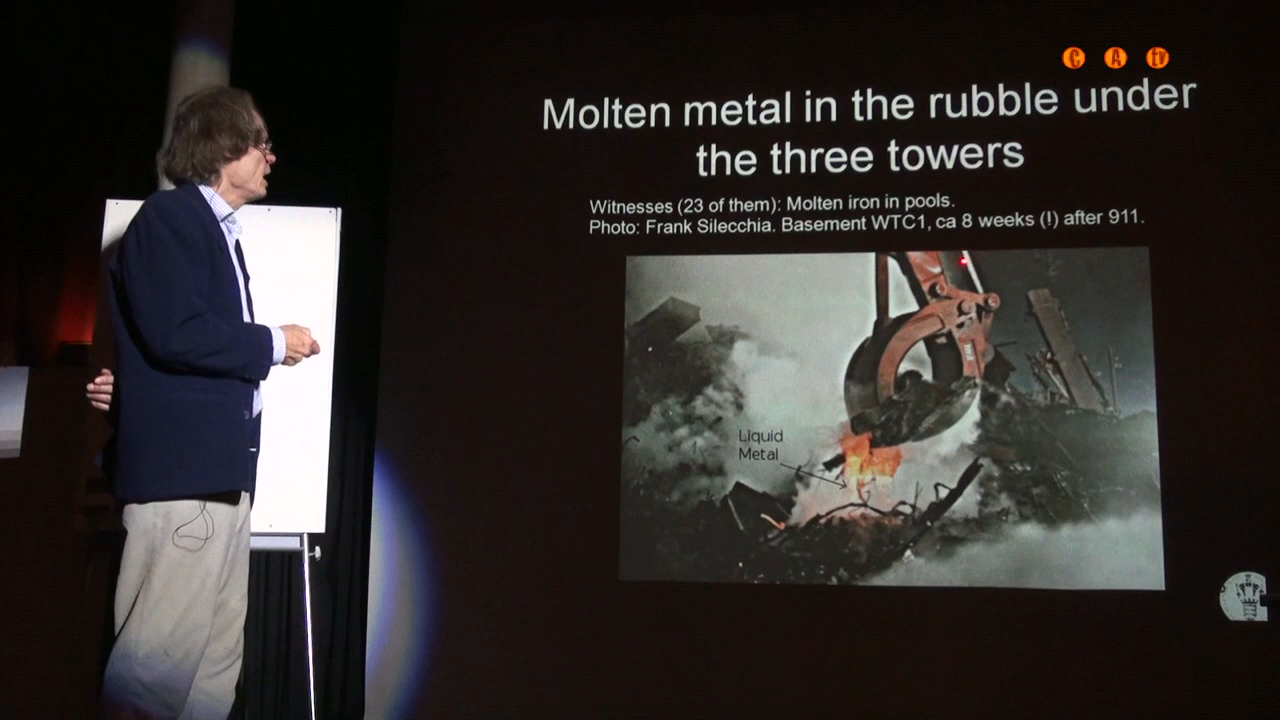 C A tv
Molten metal in the rubble under
the three towers
Witnesses (23 of them): Molten iron in pools.
Photo: Frank Silecchia. Basement WTC1, ca 8 weeks (!) after 911.
Liquid
Metal